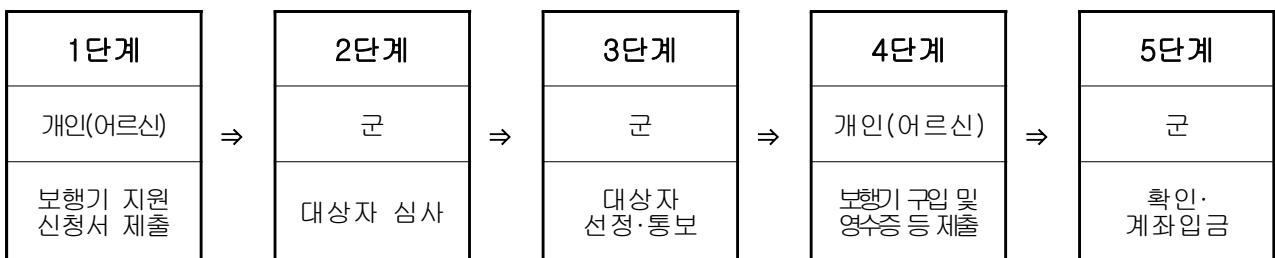 1단계
개인(어르신)
보행기 지원
신청서 제출
⇒
2단계
군
대상자 심사
⇒
3단계
군
대상자
선정·통보
⇒
4단계
개인(어르신)
보행기 구입 및
영수증 등 제출
⇒
5단계
군
확인·
계좌입금